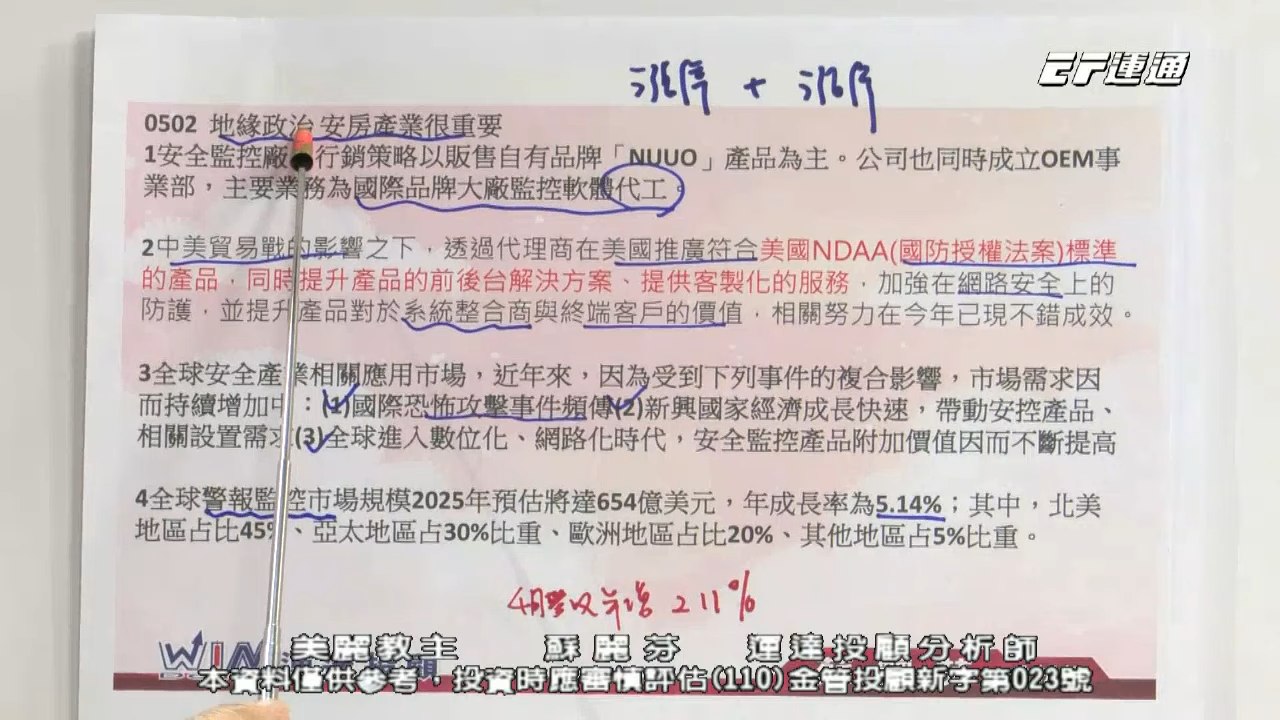 漲停 + 漲停
EF運通
0502 地緣政治 安房產業很重要
1安全監控廠 行銷策略以販售自有品牌「NUUO」產品為主。公司也同時成立OEM事
業部，主要業務為國際品牌大廠監控軟體代工。
2中美貿易戰的影響之下，透過代理商在美國推廣符合美國NDAA(國防授權法案)標準
的產品，同時提升產品的前後台解決方案、提供客製化的服務，加強在網路安全上的
防護，並提升產品對於系統整合商與終端客戶的價值，相關努力在今年已現不錯成效。
3全球安全產業相關應用市場，近年來，因為受到下列事件的複合影響，市場需求因
而持續增加中：(1)國際恐怖攻擊事件頻傳(2)新興國家經濟成長快速，帶動安控產品、
相關設置需求(3)全球進入數位化、網路化時代，安全監控產品附加價值因而不斷提高
4全球警報監控市場規模2025年預估將達654億美元，年成長率為5.14%；其中，北美
地區占比45%、亞太地區占30%比重、歐洲地區占比20%、其他地區占5%比重。
4月營收年增 211%
WIN
美麗教主 蘇麗芬 運達投顧分析師
本資料僅供參考，投資時應審慎評估(110)金管投顧新字第023號